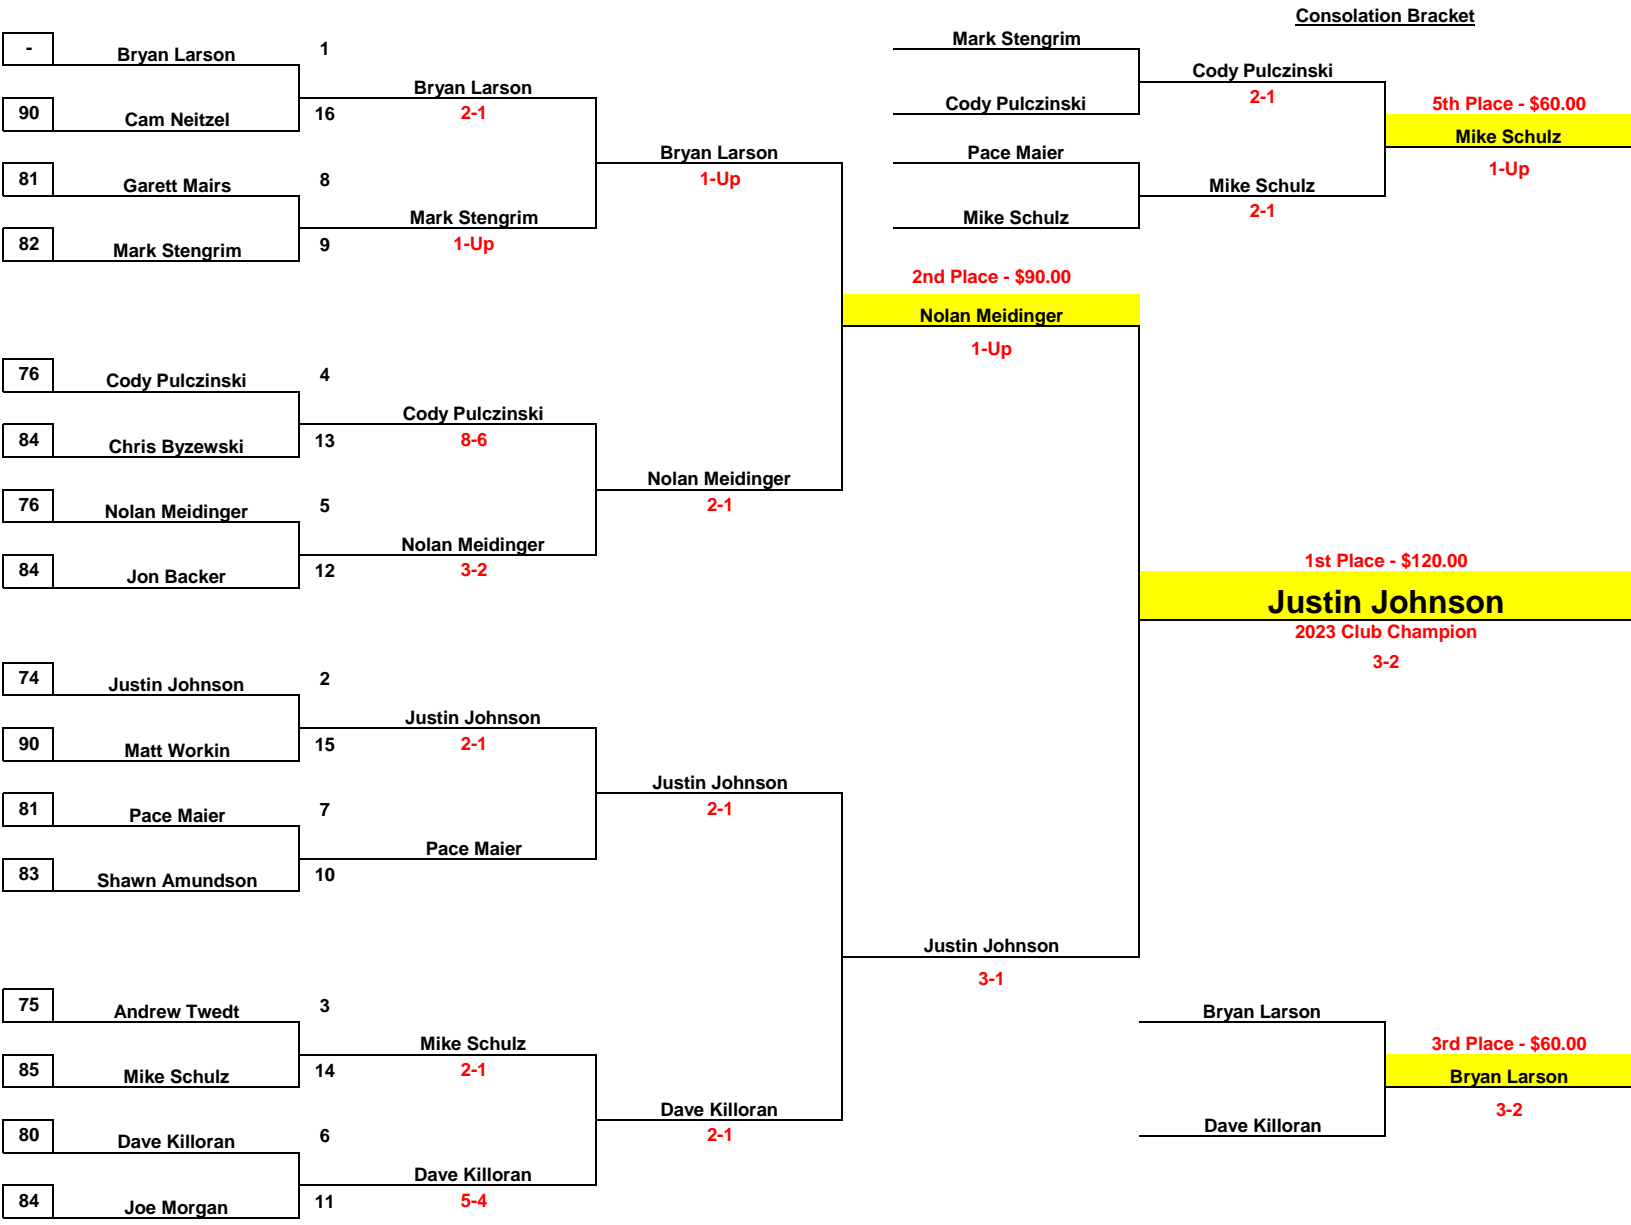 Consolation Bracket
- Bryan Larson 1
Bryan Larson
2-1
90 Cam Neitzel 16
Bryan Larson
1-Up
81 Garett Mairs 8
Mark Stengrim
1-Up
82 Mark Stengrim 9
76 Cody Pulczinski 4
Cody Pulczinski
8-6
84 Chris Byzewski 13
Nolan Meidinger
2-1
76 Nolan Meidinger 5
Nolan Meidinger
3-2
84 Jon Backer 12
74 Justin Johnson 2
Justin Johnson
2-1
90 Matt Workin 15
Justin Johnson
2-1
81 Pace Maier 7
Pace Maier
83 Shawn Amundson 10
75 Andrew Twedt 3
Mike Schulz
2-1
85 Mike Schulz 14
Dave Killoran
2-1
80 Dave Killoran 6
Dave Killoran
5-4
84 Joe Morgan 11
Mark Stengrim
Cody Pulczinski
2-1
Cody Pulczinski
5th Place - $60.00
Mike Schulz
1-Up
Pace Maier
Mike Schulz
2-1
Mike Schulz
2nd Place - $90.00
Nolan Meidinger
1-Up
1st Place - $120.00
Justin Johnson
2023 Club Champion
3-2
Justin Johnson
3-1
Bryan Larson
3rd Place - $60.00
Bryan Larson
3-2
Dave Killoran